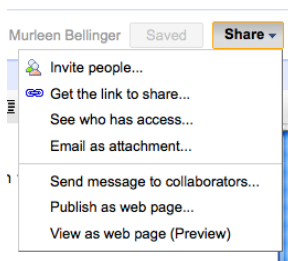 Murleen Bellinger Saved Share
Invite people...
Get the link to share...
See who has access...
Email as attachment...
Send message to collaborators...
Publish as web page...
View as web page (Preview)